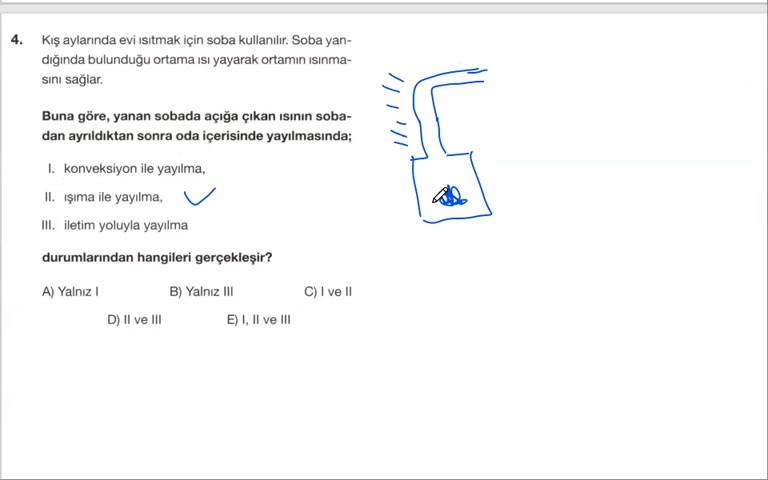 4. Kış aylarında evi ısıtmak için soba kullanılır. Soba yan-
dığında bulunduğu ortama ısı yayarak ortamın ısınma-
sını sağlar.
Buna göre, yanan sobada açığa çıkan ısının soba-
dan ayrıldıktan sonra oda içerisinde yayılmasında;
I. konveksiyon ile yayılma,
II. ışıma ile yayılma,
III. iletim yoluyla yayılma
durumlarından hangileri gerçekleşir?
A) Yalnız I B) Yalnız III C) I ve II
D) II ve III E) I, II ve III